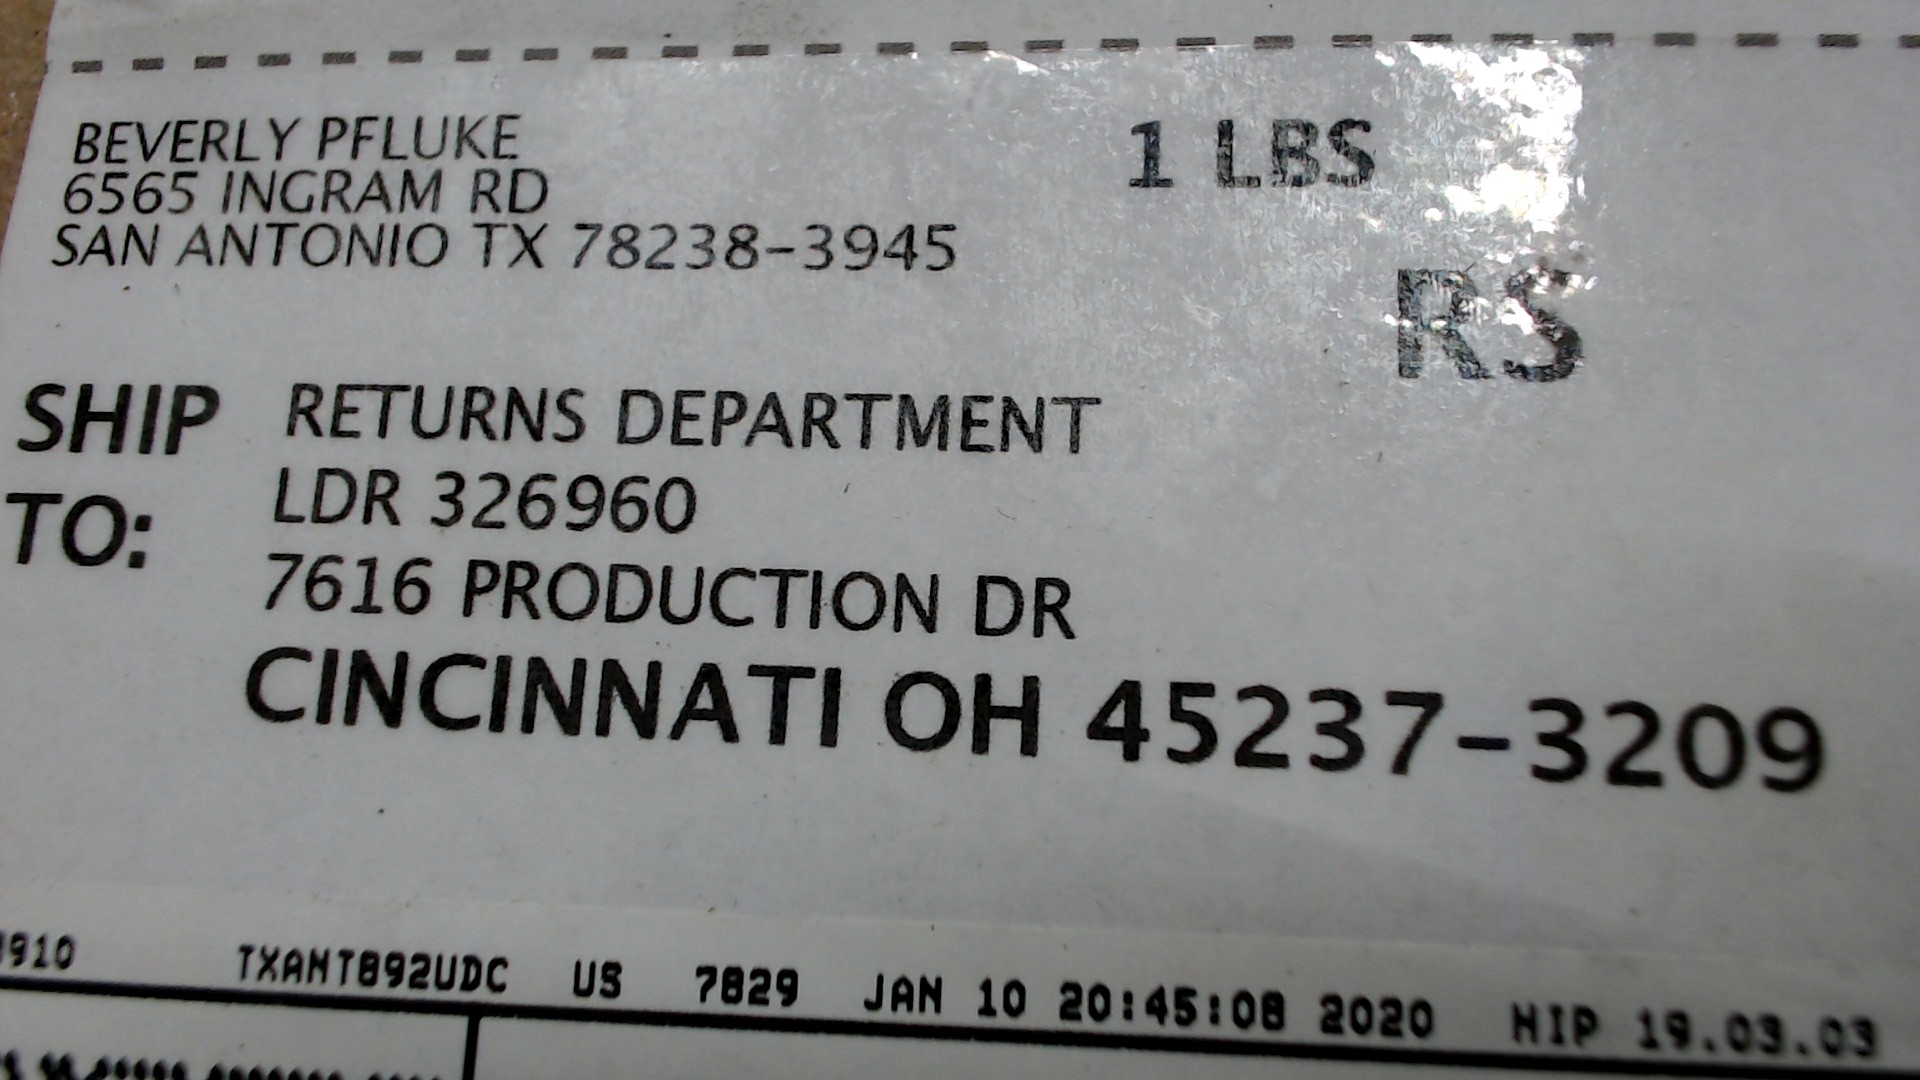 BEVERLY PFLUKE
6565 INGRAM RD
SAN ANTONIO TX 78238-3945
1 LBS
RS
SHIP TO:
RETURNS DEPARTMENT
LDR 326960
7616 PRODUCTION DR
CINCINNATI OH 45237-3209
TXANT892UDC US 7829 JAN 10 20:45:08 2020 HIP 19.03.03